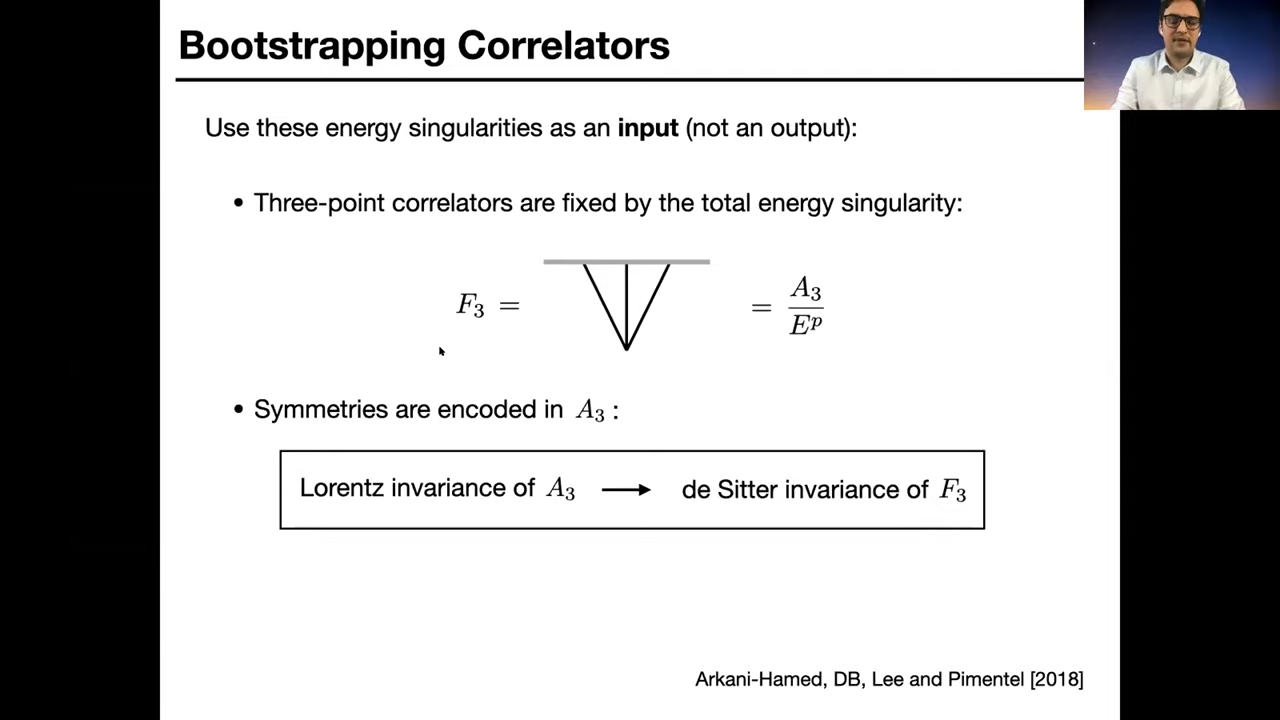 Bootstrapping Correlators
Use these energy singularities as an input (not an output):
• Three-point correlators are fixed by the total energy singularity:
F₃ = = A₃/Eᵖ
• Symmetries are encoded in A₃ :
Lorentz invariance of A₃ ⟶ de Sitter invariance of F₃
Arkani-Hamed, DB, Lee and Pimentel [2018]